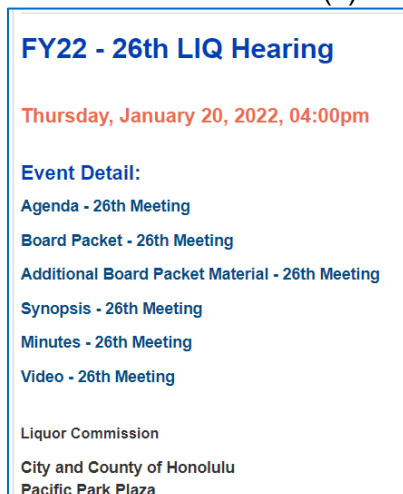 FY22 - 26th LIQ Hearing
Thursday, January 20, 2022, 04:00pm
Event Detail:
Agenda - 26th Meeting
Board Packet - 26th Meeting
Additional Board Packet Material - 26th Meeting
Synopsis - 26th Meeting
Minutes - 26th Meeting
Video - 26th Meeting
Liquor Commission
City and County of Honolulu
Pacific Park Plaza